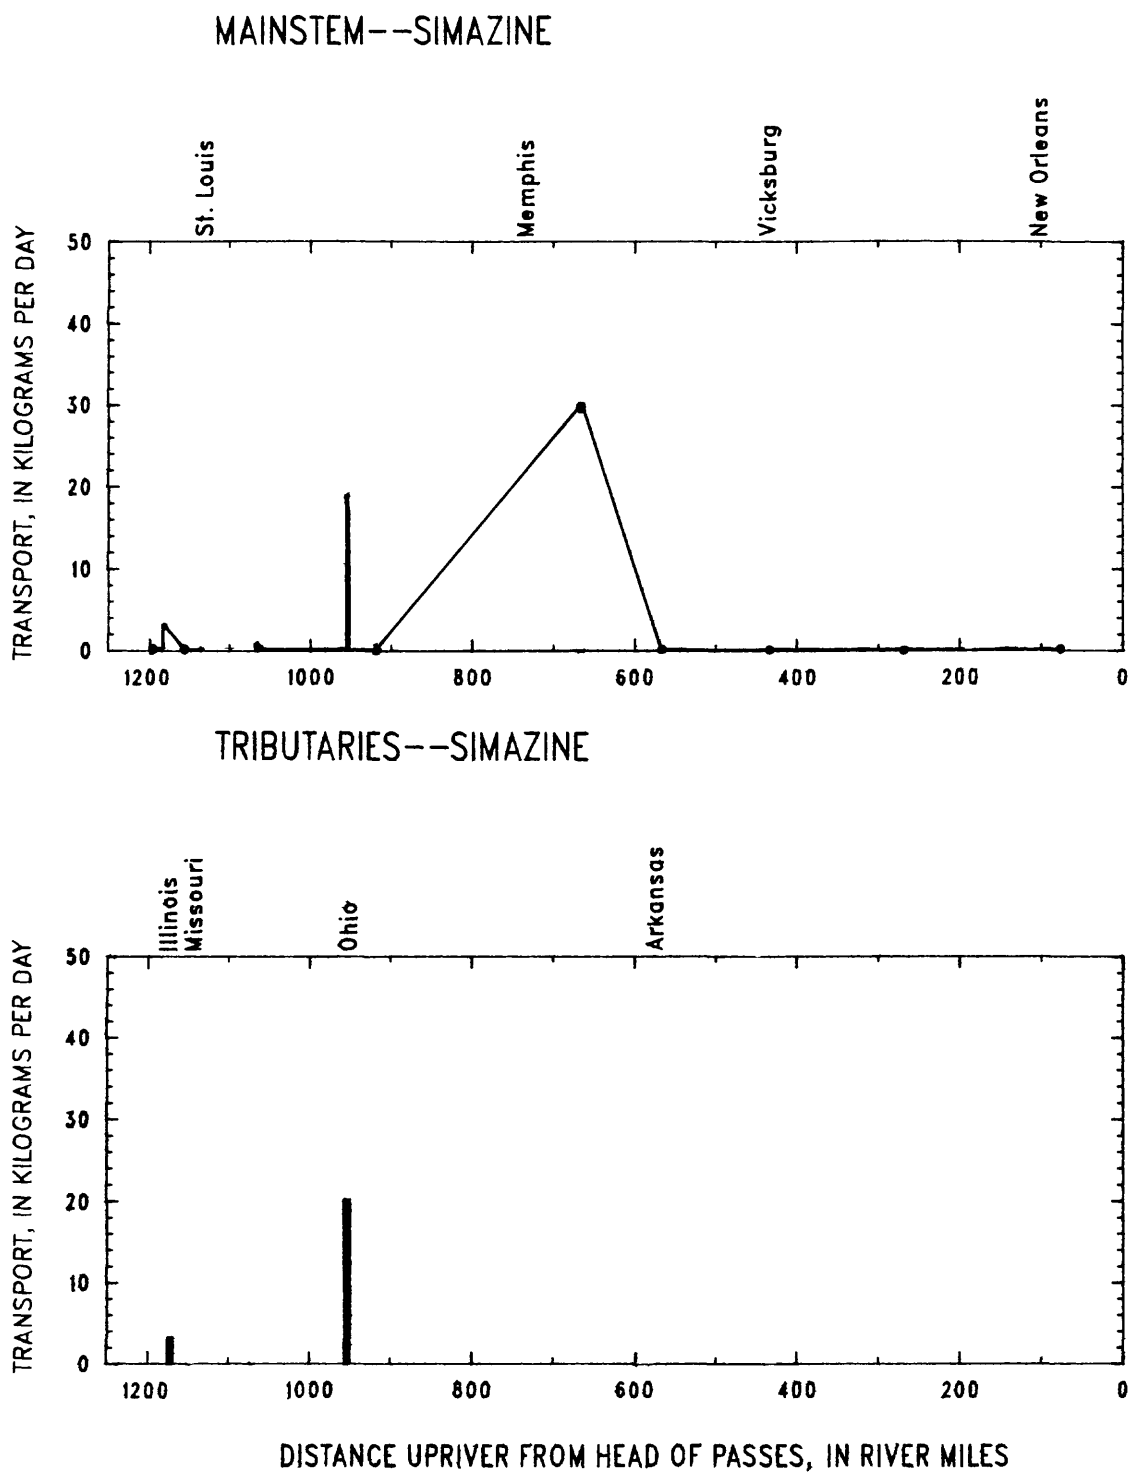 MAINSTEM--SIMAZINE
St. Louis
Memphis
Vicksburg
New Orleans
TRANSPORT, IN KILOGRAMS PER DAY
50
40
30
20
10
0
1200 1000 800 600 400 200 0
TRIBUTARIES--SIMAZINE
Illinois
Missouri
Ohio
Arkansas
TRANSPORT, IN KILOGRAMS PER DAY
50
40
30
20
10
0
1200 1000 800 600 400 200 0
DISTANCE UPRIVER FROM HEAD OF PASSES, IN RIVER MILES